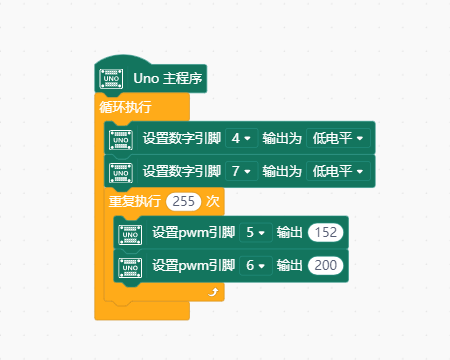 UNO Uno 主程序
循环执行
UNO 设置数字引脚 4 输出为 低电平
UNO 设置数字引脚 7 输出为 低电平
重复执行 255 次
UNO 设置pwm引脚 5 输出 152
UNO 设置pwm引脚 6 输出 200